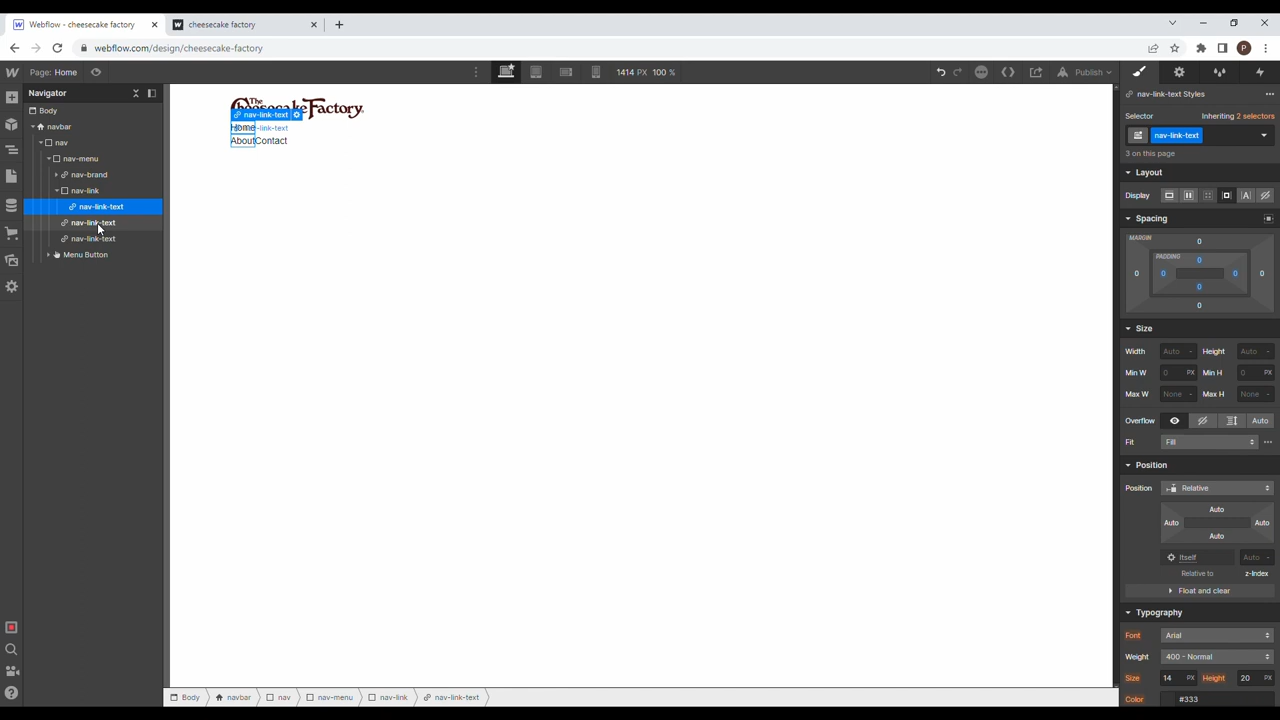 Webflow - cheesecake factory
cheesecake factory
webflow.com/design/cheesecake-factory
P
Page: Home
1414 PX 100 %
Publish
Navigator
Body
navbar
nav
nav-menu
nav-brand
nav-link
nav-link-text
nav-link-text
nav-link-text
Menu Button
The Cheesecake Factory
nav-link-text
Home
-link-text
AboutContact
nav-link-text Styles
Selector Inheriting 2 selectors
nav-link-text
3 on this page
Layout
Display
Spacing
MARGIN
0
PADDING
0
0 0 0 0
0
0
Size
Width Auto - Height Auto -
Min W 0 PX Min H 0 PX
Max W None - Max H None -
Overflow Auto
Fit Fill
Position
Position Relative
Auto
Auto Auto
Auto
Itself Auto -
Relative to z-Index
Float and clear
Typography
Font Arial
Weight 400 - Normal
Size 14 PX Height 20 PX
Color #333
Body navbar nav nav-menu nav-link nav-link-text